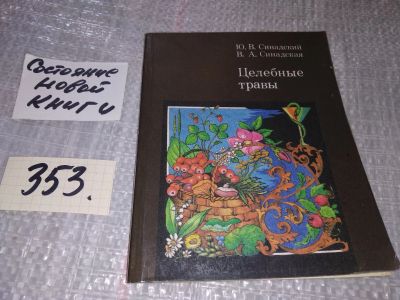 Состояние
новой
книги
353.
Ю. В. Синадский
В. А. Синадская
Целебные
травы